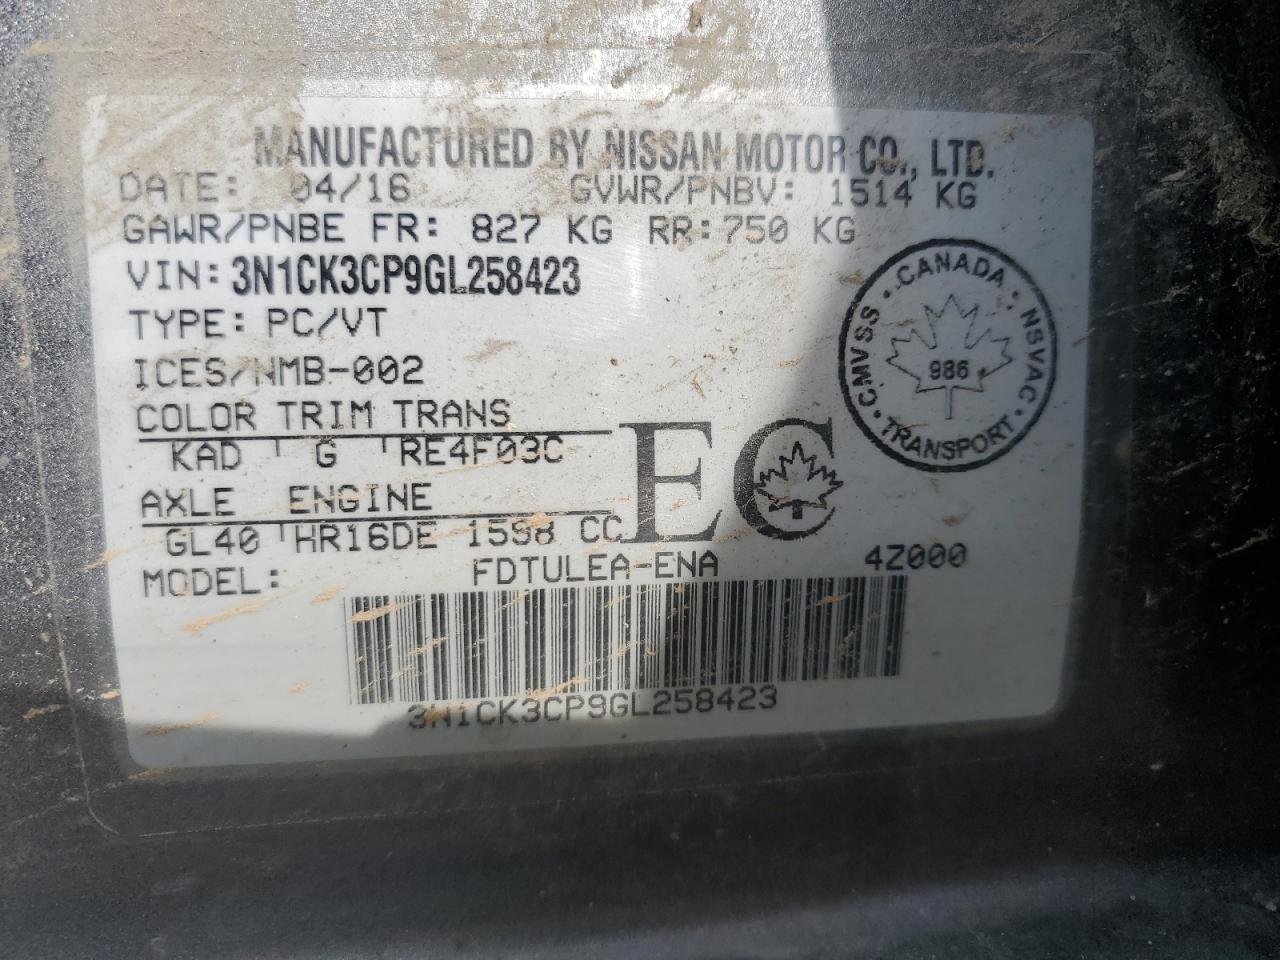 MANUFACTURED BY NISSAN MOTOR CO., LTD.
DATE: 04/16 GVWR/PNBV: 1514 KG
GAWR/PNBE FR: 827 KG RR: 750 KG
VIN: 3N1CK3CP9GL258423
TYPE: PC/VT
ICES/NMB-002
COLOR TRIM TRANS
KAD G RE4F03C
AXLE ENGINE
GL40 HR16DE 1598 CC
MODEL: FDTULEA-ENA 4Z000
3N1CK3CP9GL258423
EC
CMVSS • CANADA • NSVAC • TRANSPORT •
986